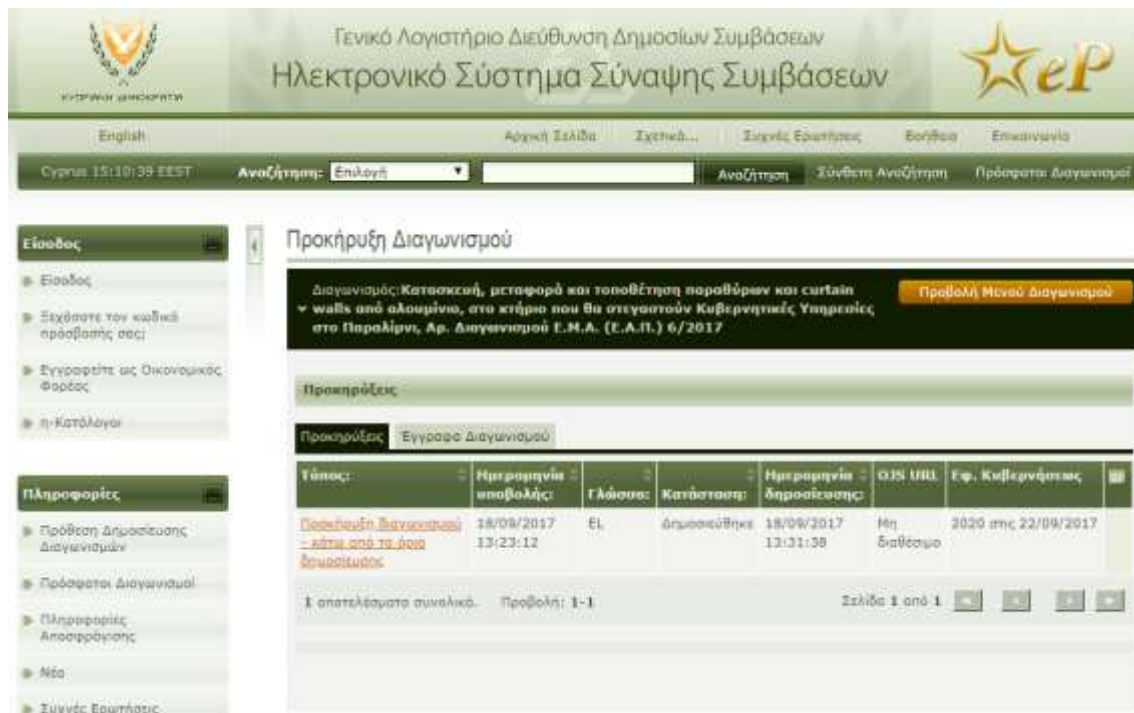 ΚΥΠΡΙΑΚΗ ΔΗΜΟΚΡΑΤΙΑ
Γενικό Λογιστήριο Διεύθυνση Δημοσίων Συμβάσεων
Ηλεκτρονικό Σύστημα Σύναψης Συμβάσεων
eP
English
Αρχική Σελίδα Σχετικά... Συχνές Ερωτήσεις Βοήθεια Επικοινωνία
Cyprus 15:10:39 EEST Αναζήτηση: Επιλογή Αναζήτηση Σύνθετη Αναζήτηση Πρόσφατοι Διαγωνισμοί
Είσοδος
Είσοδος
Ξεχάσατε τον κωδικό
πρόσβασής σας;
Εγγραφείτε ως Οικονομικός
Φορέας
η-Κατάλογοι
Πληροφορίες
Πρόθεση Δημοσίευσης
Διαγωνισμών
Πρόσφατοι Διαγωνισμοί
Πληροφορίες
Αποσφράγισης
Νέα
Συχνές Ερωτήσεις
Προκήρυξη Διαγωνισμού
Διαγωνισμός:Κατασκευή, μεταφορά και τοποθέτηση παραθύρων και curtain
walls από αλουμίνιο, στο κτήριο που θα στεγαστούν Κυβερνητικές Υπηρεσίες
στο Παραλίμνι, Αρ. Διαγωνισμού Ε.Μ.Α. (Ε.Α.Π.) 6/2017
Προβολή Μενού Διαγωνισμού
Προκηρύξεις
Προκηρύξεις Έγγραφα Διαγωνισμού
Τύπος: Ημερομηνία υποβολής: Γλώσσα: Κατάσταση: Ημερομηνία δημοσίευσης: OJS URL Εφ. Κυβερνήσεως
Προκήρυξη διαγωνισμού
- κάτω από τα όρια
δημοσίευσης
18/09/2017
13:23:12
EL
Δημοσιεύθηκε
18/09/2017
13:31:38
Μη
διαθέσιμο
2020 στις 22/09/2017
1 αποτελέσματα συνολικά. Προβολή: 1-1 Σελίδα 1 από 1